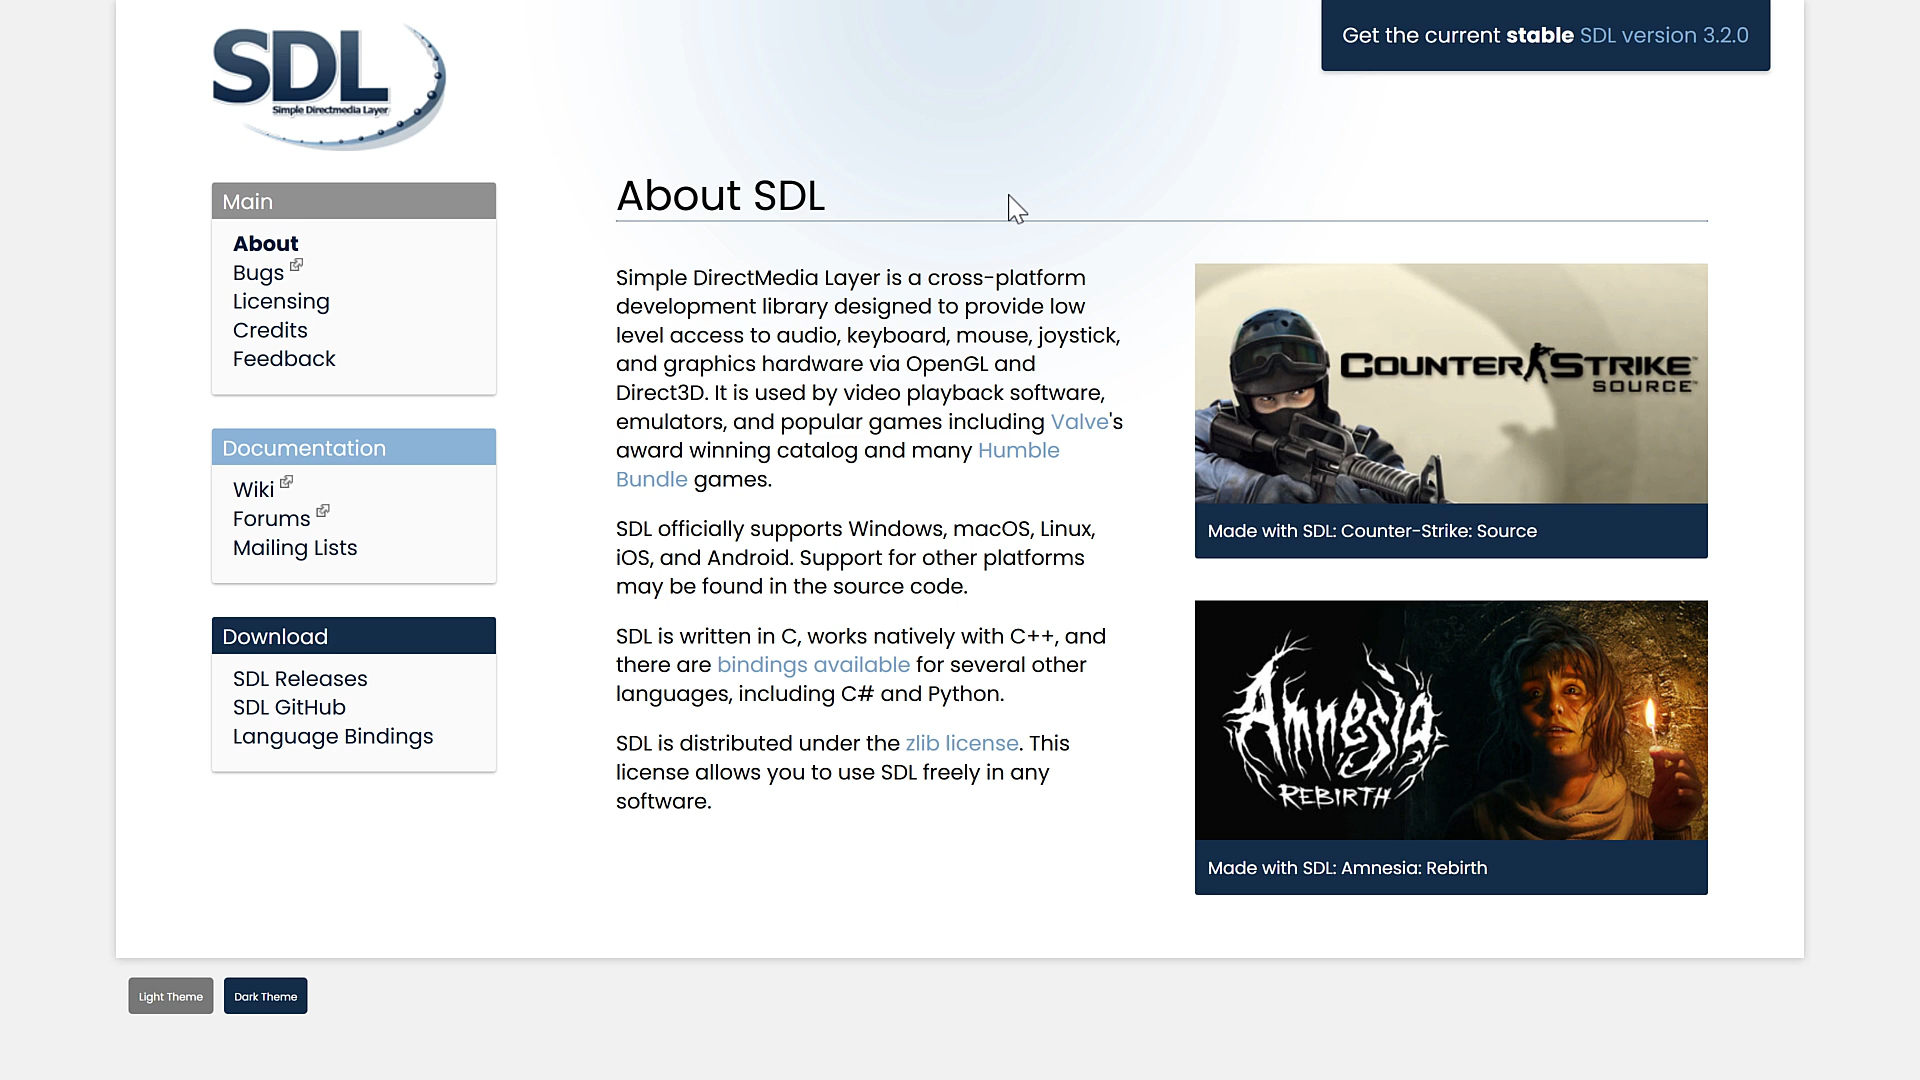 SDL
Simple Directmedia Layer
Get the current stable SDL version 3.2.0
Main
About
Bugs
Licensing
Credits
Feedback
Documentation
Wiki
Forums
Mailing Lists
Download
SDL Releases
SDL GitHub
Language Bindings
About SDL
Simple DirectMedia Layer is a cross-platform
development library designed to provide low
level access to audio, keyboard, mouse, joystick,
and graphics hardware via OpenGL and
Direct3D. It is used by video playback software,
emulators, and popular games including Valve's
award winning catalog and many Humble
Bundle games.
SDL officially supports Windows, macOS, Linux,
iOS, and Android. Support for other platforms
may be found in the source code.
SDL is written in C, works natively with C++, and
there are bindings available for several other
languages, including C# and Python.
SDL is distributed under the zlib license. This
license allows you to use SDL freely in any
software.
COUNTER STRIKE
SOURCE
Made with SDL: Counter-Strike: Source
Amnesia
REBIRTH
Made with SDL: Amnesia: Rebirth
Light Theme
Dark Theme